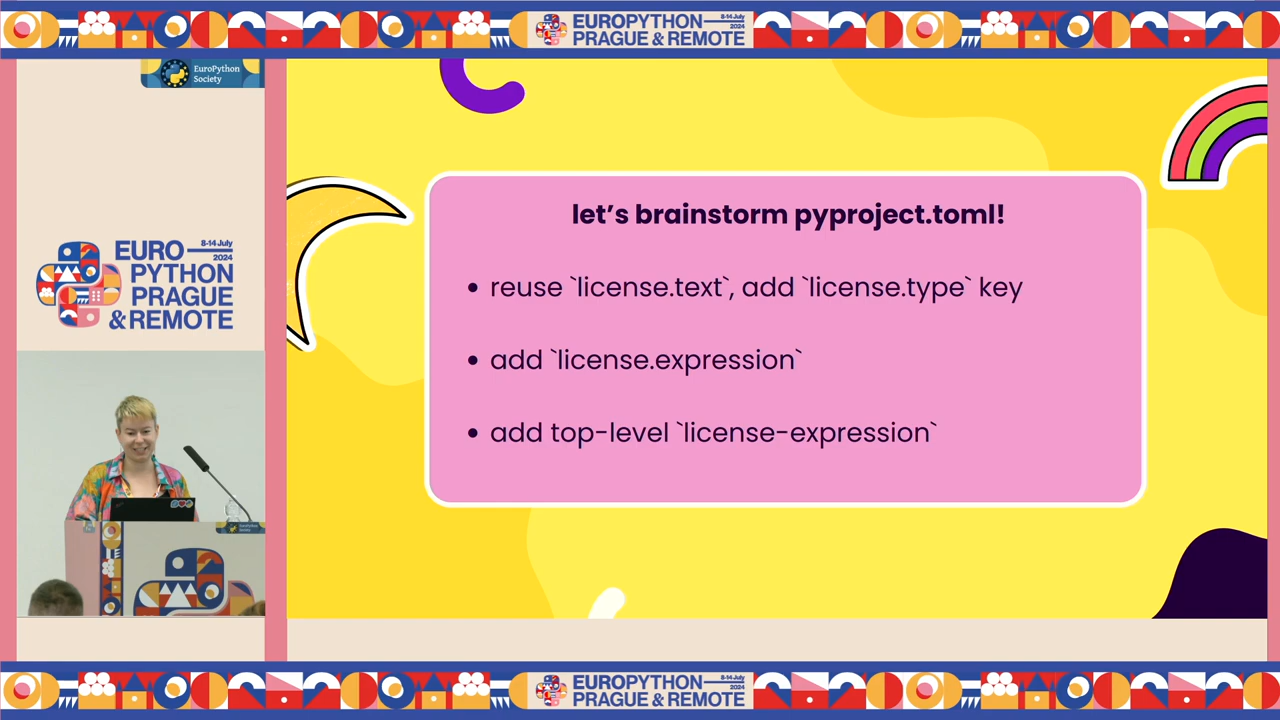 EUROPYTHON
8-14 July
2024
PRAGUE & REMOTE
EuroPython
Society
EURO
8-14 July
2024
PYTHON
PRAGUE
& REMOTE
let's brainstorm pyproject.toml!
• reuse `license.text`, add `license.type` key
• add `license.expression`
• add top-level `license-expression`
EuroPython
Society
EUROPYTHON
8-14 July
2024
PRAGUE & REMOTE